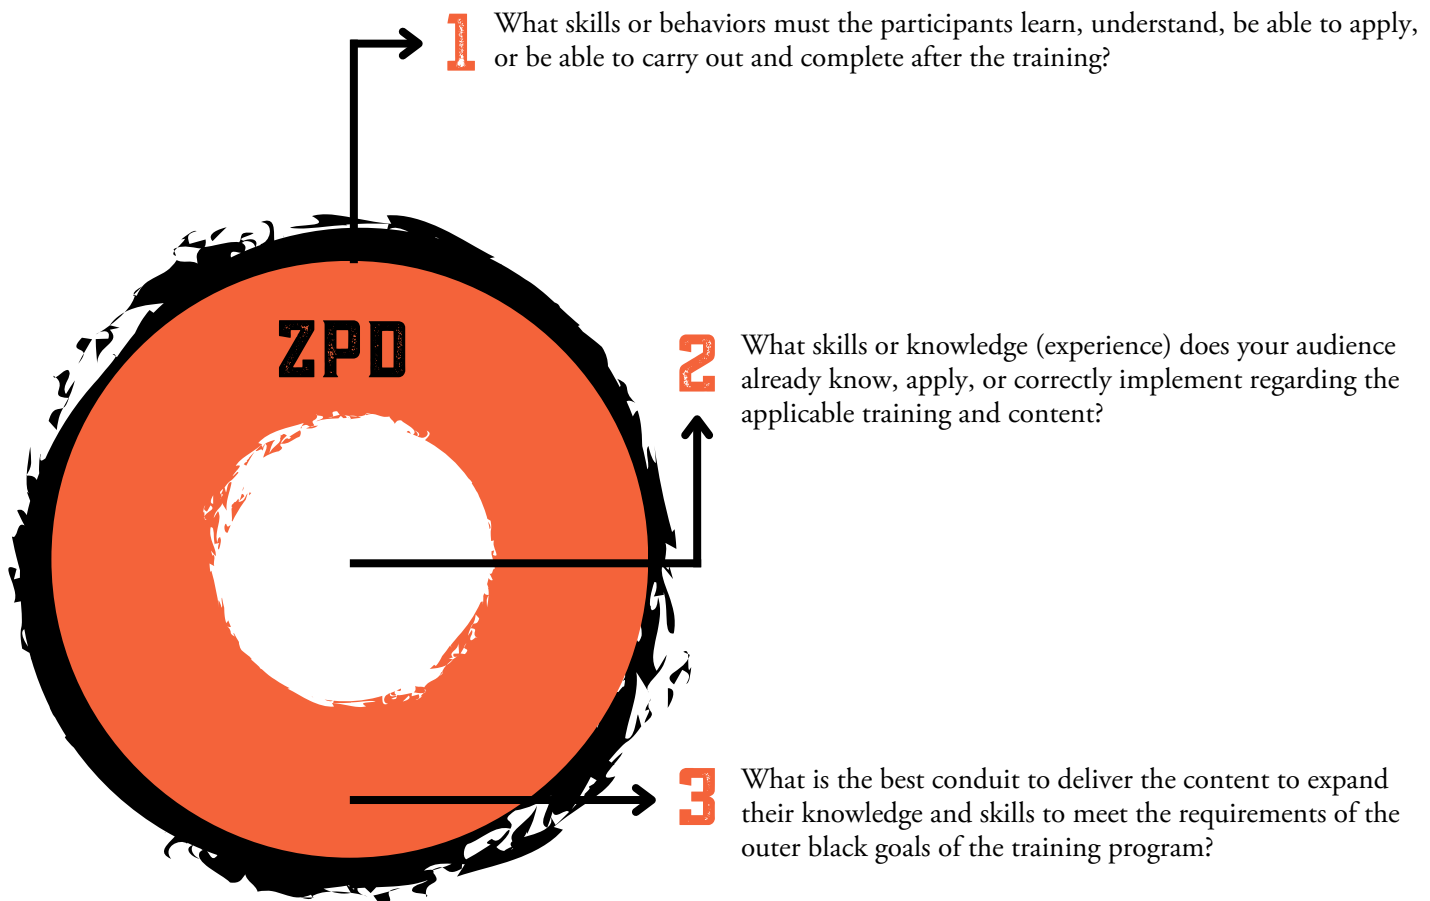 1 What skills or behaviors must the participants learn, understand, be able to apply,
or be able to carry out and complete after the training?
ZPD
2 What skills or knowledge (experience) does your audience
already know, apply, or correctly implement regarding the
applicable training and content?
3 What is the best conduit to deliver the content to expand
their knowledge and skills to meet the requirements of the
outer black goals of the training program?